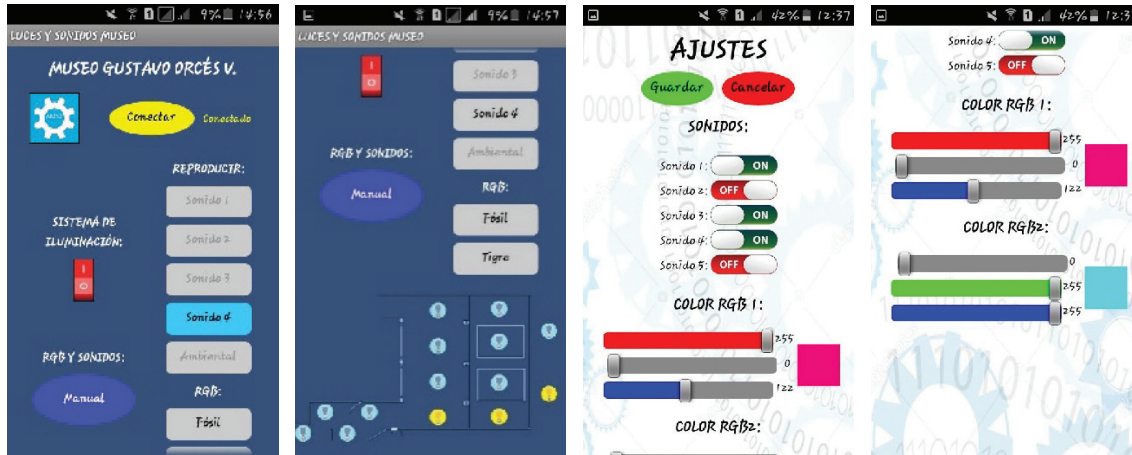 9% 14:56
LUCES Y SONIDOS MUSEO
MUSEO GUSTAVO ORCÉS V.
Conectar
Conectado
REPRODUCIR:
Sonido 1
SISTEMA DE
ILUMINACIÓN:
Sonido 2
Sonido 3
Sonido 4
RGB Y SONIDOS:
Ambiental
Manual
RGB:
Fósil
9% 14:57
LUCES Y SONIDOS MUSEO
Sonido 3
Sonido 4
RGB Y SONIDOS:
Ambiental
Manual
RGB:
Fósil
Tigre
42% 12:37
AJUSTES
Guardar
Cancelar
SONIDOS:
Sonido 1: ON
Sonido 2: OFF
Sonido 3: ON
Sonido 4: ON
Sonido 5: OFF
COLOR RGB 1:
255
0
122
COLOR RGB2:
42% 12:3
Sonido 4: ON
Sonido 5: OFF
COLOR RGB 1:
255
0
122
COLOR RGB2:
0
255
255